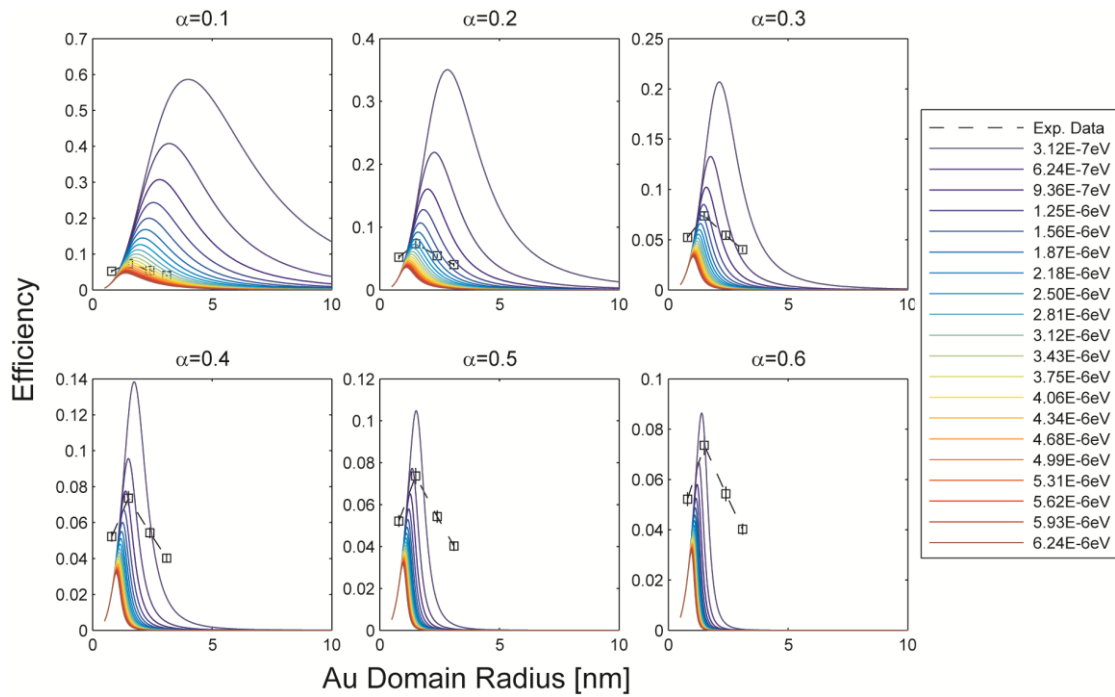 α=0.1
α=0.2
α=0.3
0.7
0.6
0.5
0.4
0.3
0.2
0.1
0
0
5
10
0.4
0.3
0.2
0.1
0
0
5
10
0.25
0.2
0.15
0.1
0.05
0
0
5
10
α=0.4
α=0.5
α=0.6
0.14
0.12
0.1
0.08
0.06
0.04
0.02
0
0
5
10
0.12
0.1
0.08
0.06
0.04
0.02
0
0
5
10
0.1
0.08
0.06
0.04
0.02
0
0
5
10
Efficiency
Au Domain Radius [nm]
Exp. Data
3.12E-7eV
6.24E-7eV
9.36E-7eV
1.25E-6eV
1.56E-6eV
1.87E-6eV
2.18E-6eV
2.50E-6eV
2.81E-6eV
3.12E-6eV
3.43E-6eV
3.75E-6eV
4.06E-6eV
4.34E-6eV
4.68E-6eV
4.99E-6eV
5.31E-6eV
5.62E-6eV
5.93E-6eV
6.24E-6eV